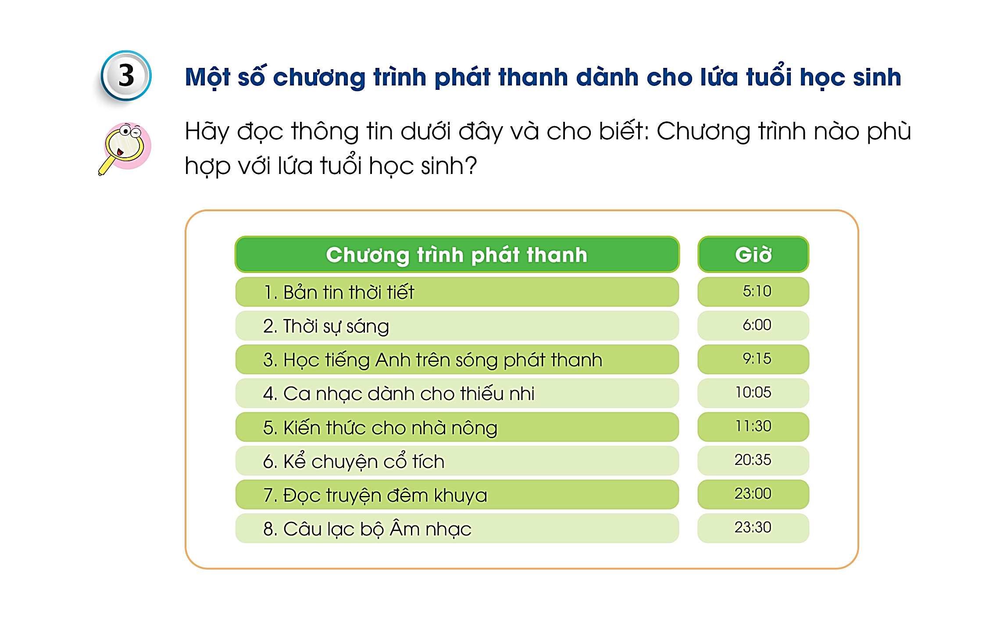 3 Một số chương trình phát thanh dành cho lứa tuổi học sinh
Hãy đọc thông tin dưới đây và cho biết: Chương trình nào phù
hợp với lứa tuổi học sinh?
Chương trình phát thanh Giờ
1. Bản tin thời tiết 5:10
2. Thời sự sáng 6:00
3. Học tiếng Anh trên sóng phát thanh 9:15
4. Ca nhạc dành cho thiếu nhi 10:05
5. Kiến thức cho nhà nông 11:30
6. Kể chuyện cổ tích 20:35
7. Đọc truyện đêm khuya 23:00
8. Câu lạc bộ Âm nhạc 23:30